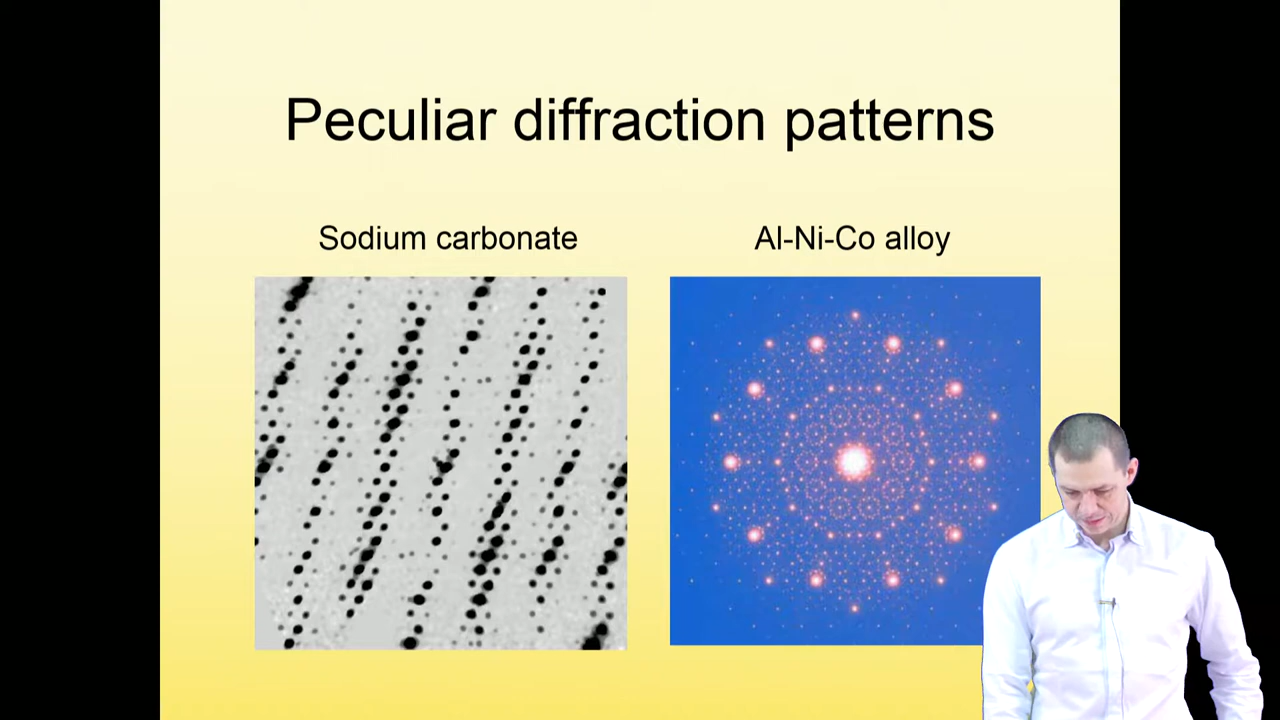 Peculiar diffraction patterns
Sodium carbonate
Al-Ni-Co alloy